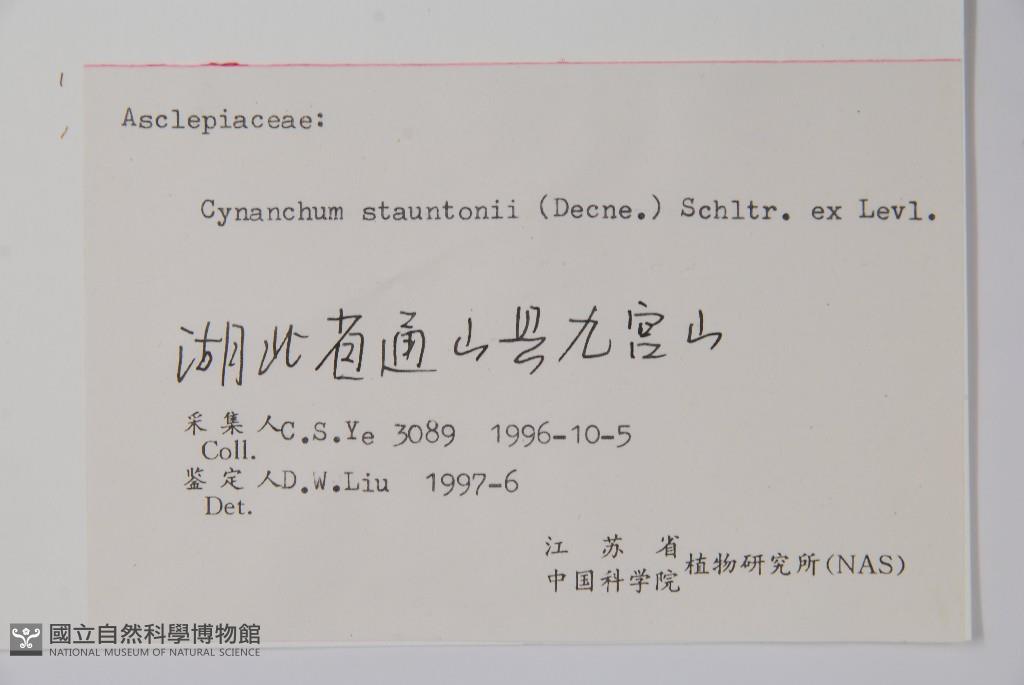 Asclepiaceae:
Cynanchum stauntonii (Decne.) Schltr. ex Levl.
湖北省通山县九宫山
采集人C.S.Ye 3089 1996-10-5
Coll.
鉴定人D.W.Liu 1997-6
Det.
江苏省
中国科学院植物研究所(NAS)
國立自然科學博物館
NATIONAL MUSEUM OF NATURAL SCIENCE